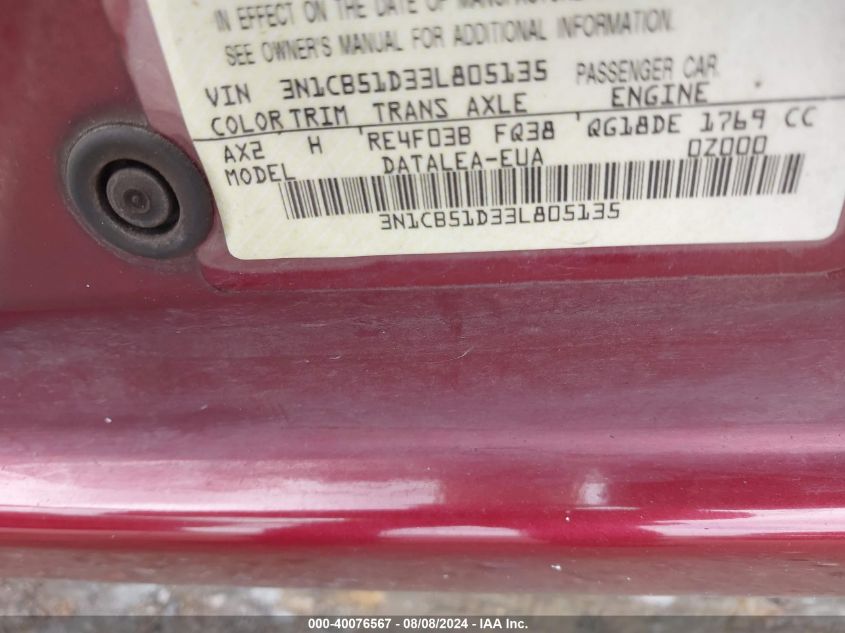 IN EFFECT ON THE DATE OF MANUFACTURE
SEE OWNER'S MANUAL FOR ADDITIONAL INFORMATION.
VIN 3N1CB51D33L805135 PASSENGER CAR
COLOR TRIM TRANS AXLE ENGINE
AX2 H RE4F03B FQ38 QG18DE 1769 CC
MODEL DATALEA-EUA 0Z000
3N1CB51D33L805135
000-40076567 - 08/08/2024 - IAA Inc.